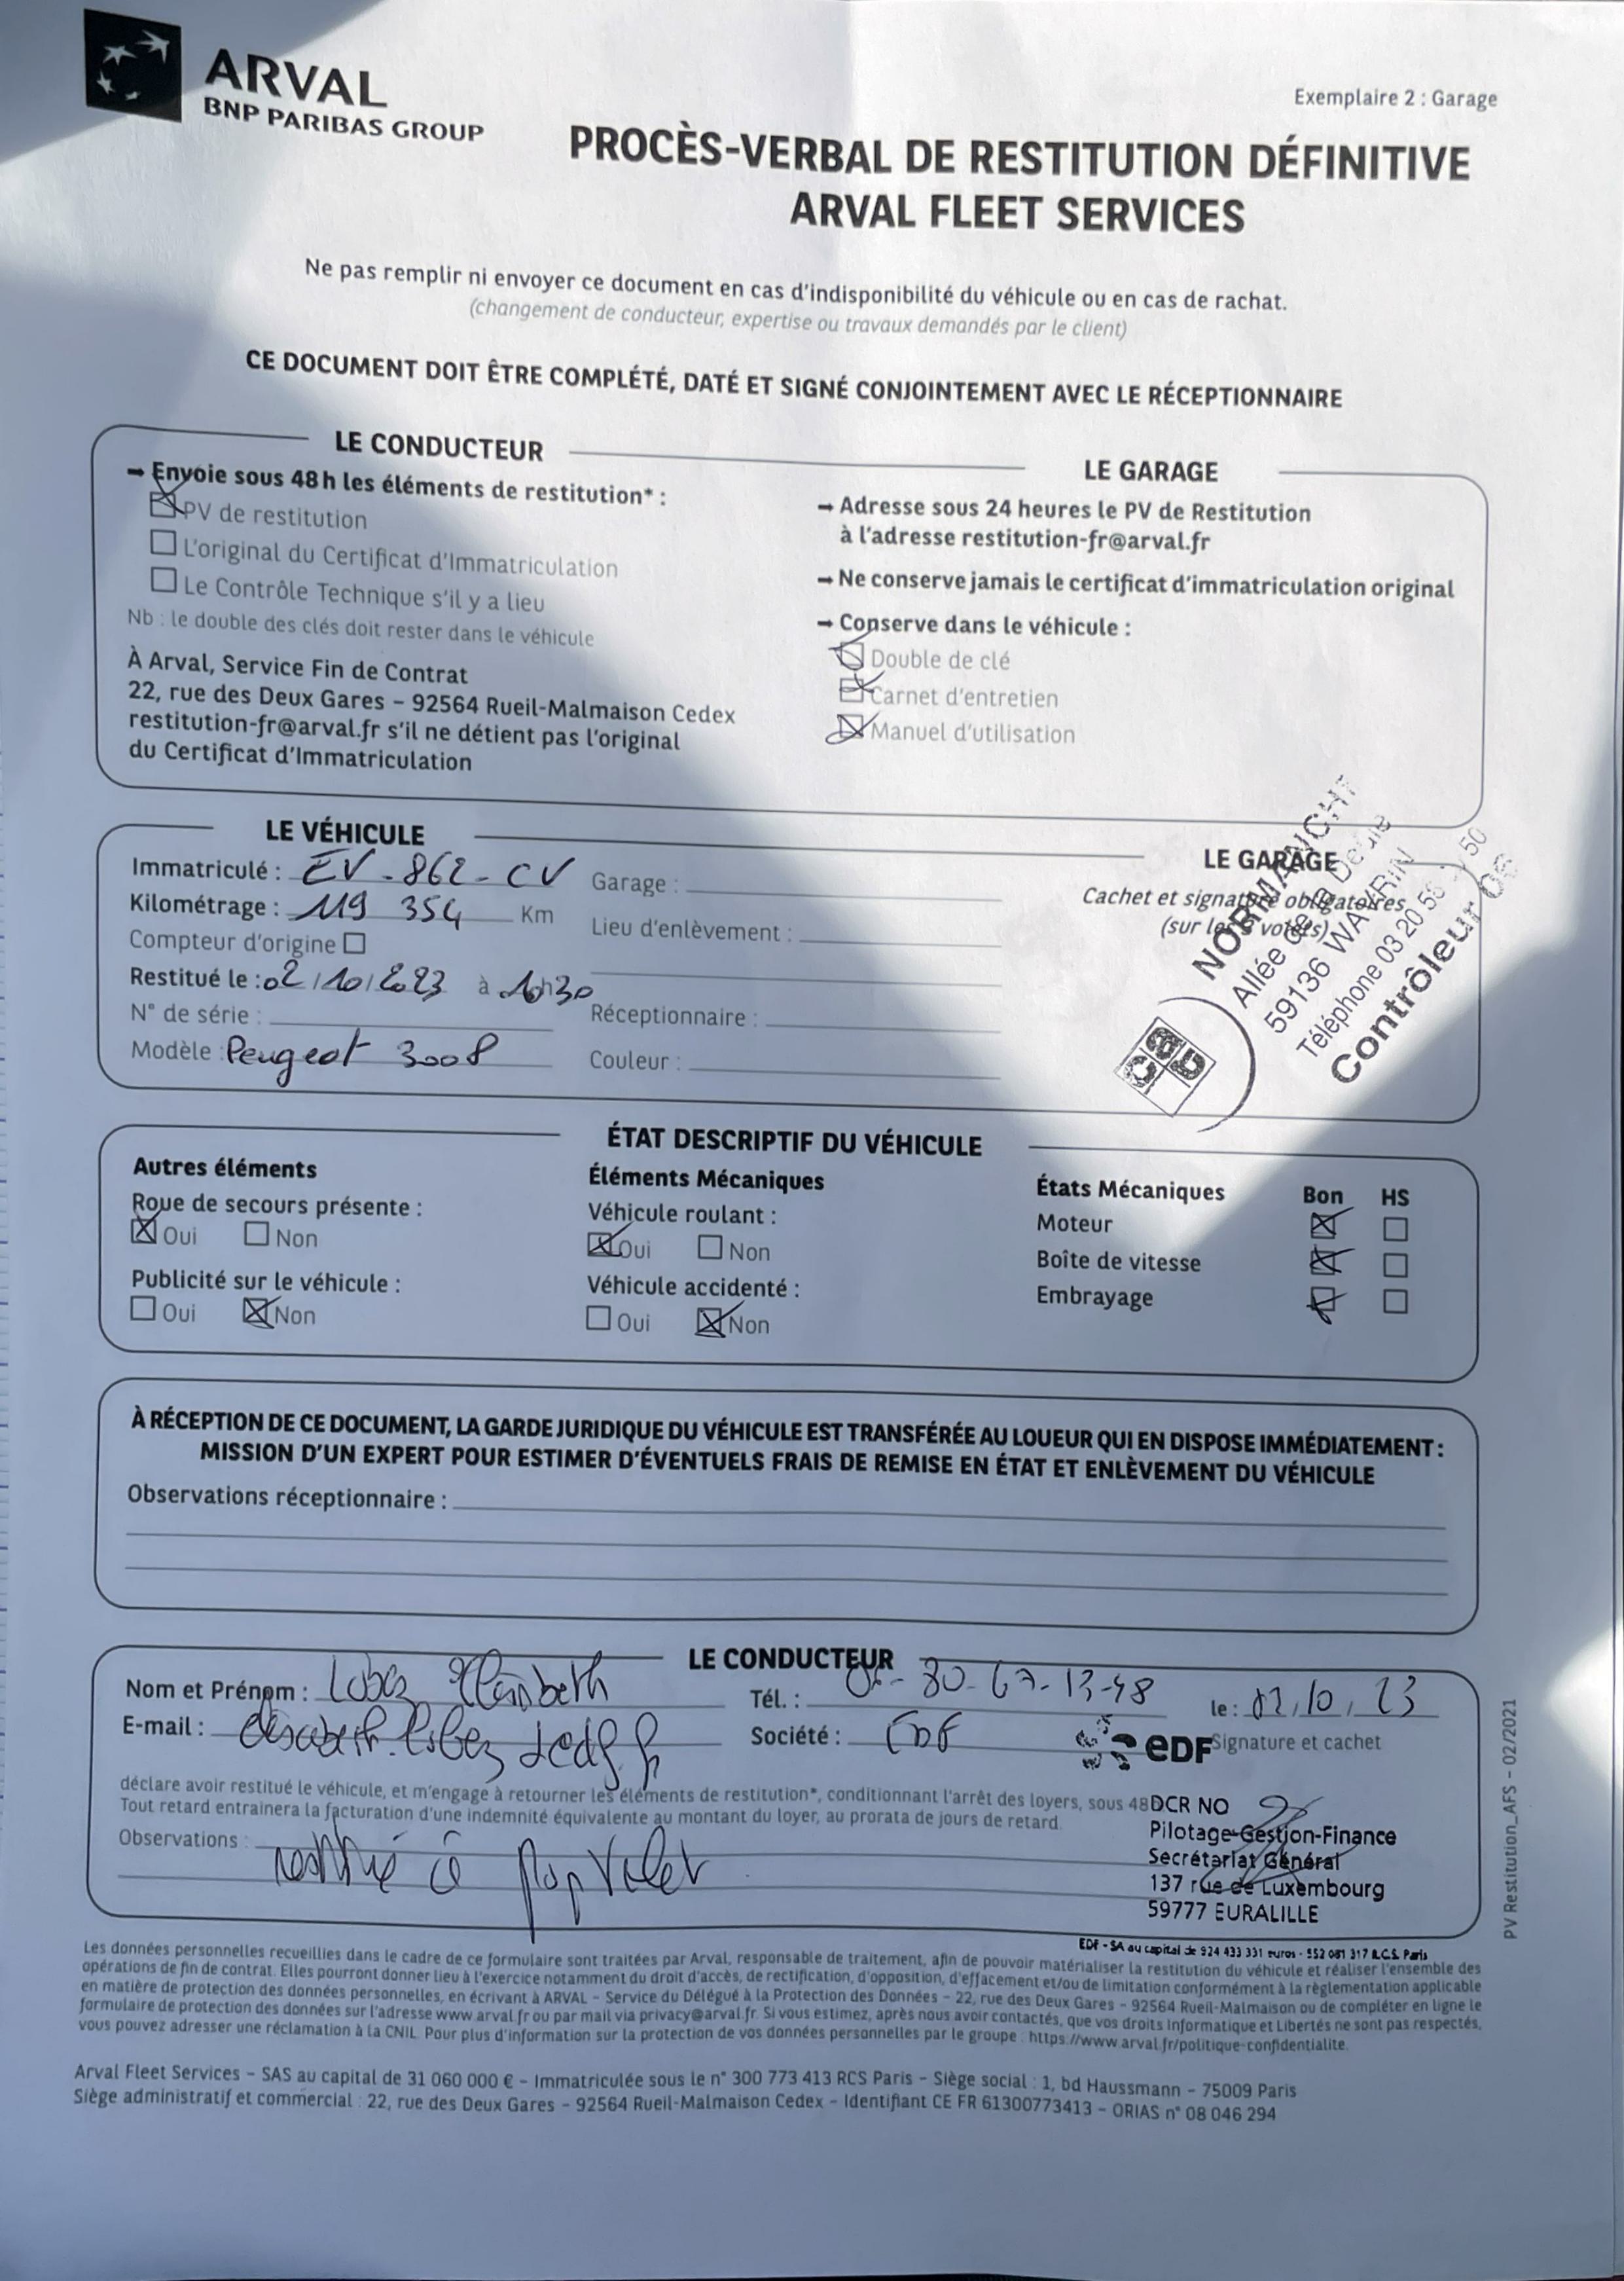 ARVAL
BNP PARIBAS GROUP
Exemplaire 2 : Garage
PROCÈS-VERBAL DE RESTITUTION DÉFINITIVE
ARVAL FLEET SERVICES
Ne pas remplir ni envoyer ce document en cas d'indisponibilité du véhicule ou en cas de rachat.
(changement de conducteur, expertise ou travaux demandés par le client)
CE DOCUMENT DOIT ÊTRE COMPLÉTÉ, DATÉ ET SIGNÉ CONJOINTEMENT AVEC LE RÉCEPTIONNAIRE
LE CONDUCTEUR
➞ Envoie sous 48 h les éléments de restitution* :
PV de restitution
L'original du Certificat d'Immatriculation
Le Contrôle Technique s'il y a lieu
Nb : le double des clés doit rester dans le véhicule
À Arval, Service Fin de Contrat
22, rue des Deux Gares – 92564 Rueil-Malmaison Cedex
restitution-fr@arval.fr s'il ne détient pas l'original
du Certificat d'Immatriculation
LE GARAGE
➞ Adresse sous 24 heures le PV de Restitution
à l'adresse restitution-fr@arval.fr
➞ Ne conserve jamais le certificat d'immatriculation original
➞ Conserve dans le véhicule :
Double de clé
Carnet d'entretien
Manuel d'utilisation
LE VÉHICULE
Immatriculé : EV-862-CV
Kilométrage : 119 354 Km
Compteur d'origine
Restitué le : 02/10/2023 à 10h30
N° de série :
Modèle : Peugeot 3008
Garage :
Lieu d'enlèvement :
Réceptionnaire :
Couleur :
LE GARAGE
Cachet et signature obligatoires
(sur les volets)
Allée de la
59136 WAVRIN
Téléphone 03 20 58 50
Contrôleur 06
ÉTAT DESCRIPTIF DU VÉHICULE
Autres éléments
Roue de secours présente :
Oui Non
Publicité sur le véhicule :
Oui Non
Éléments Mécaniques
Véhicule roulant :
Oui Non
Véhicule accidenté :
Oui Non
États Mécaniques Bon HS
Moteur
Boîte de vitesse
Embrayage
À RÉCEPTION DE CE DOCUMENT, LA GARDE JURIDIQUE DU VÉHICULE EST TRANSFÉRÉE AU LOUEUR QUI EN DISPOSE IMMÉDIATEMENT :
MISSION D'UN EXPERT POUR ESTIMER D'ÉVENTUELS FRAIS DE REMISE EN ÉTAT ET ENLÈVEMENT DU VÉHICULE
Observations réceptionnaire :
LE CONDUCTEUR
Nom et Prénom :
Tél. : 06-80-67-13-48
le : 02/10/23
E-mail :
Société : EDF
eDF
Signature et cachet
déclare avoir restitué le véhicule, et m'engage à retourner les éléments de restitution*, conditionnant l'arrêt des loyers, sous 48
Tout retard entrainera la facturation d'une indemnité équivalente au montant du loyer, au prorata de jours de retard.
Observations : restitué à pop Valet
DCR NO
Pilotage-Gestion-Finance
Secrétariat Général
137 rue de Luxembourg
59777 EURALILLE
EDF - SA au capital de 924 433 331 euros - 552 081 317 R.C.S. Paris
Les données personnelles recueillies dans le cadre de ce formulaire sont traitées par Arval, responsable de traitement, afin de pouvoir matérialiser la restitution du véhicule et réaliser l'ensemble des
opérations de fin de contrat. Elles pourront donner lieu à l'exercice notamment du droit d'accès, de rectification, d'opposition, d'effacement et/ou de limitation conformément à la règlementation applicable
en matière de protection des données personnelles, en écrivant à ARVAL – Service du Délégué à la Protection des Données – 22, rue des Deux Gares – 92564 Rueil-Malmaison ou de compléter en ligne le
formulaire de protection des données sur l'adresse www.arval.fr ou par mail via privacy@arval.fr. Si vous estimez, après nous avoir contactés, que vos droits Informatique et Libertés ne sont pas respectés,
vous pouvez adresser une réclamation à la CNIL. Pour plus d'information sur la protection de vos données personnelles par le groupe : https://www.arval.fr/politique-confidentialite.
Arval Fleet Services – SAS au capital de 31 060 000 € – Immatriculée sous le n° 300 773 413 RCS Paris – Siège social : 1, bd Haussmann – 75009 Paris
Siège administratif et commercial : 22, rue des Deux Gares – 92564 Rueil-Malmaison Cedex – Identifiant CE FR 61300773413 – ORIAS n° 08 046 294
PV Restitution_AFS – 02/2021